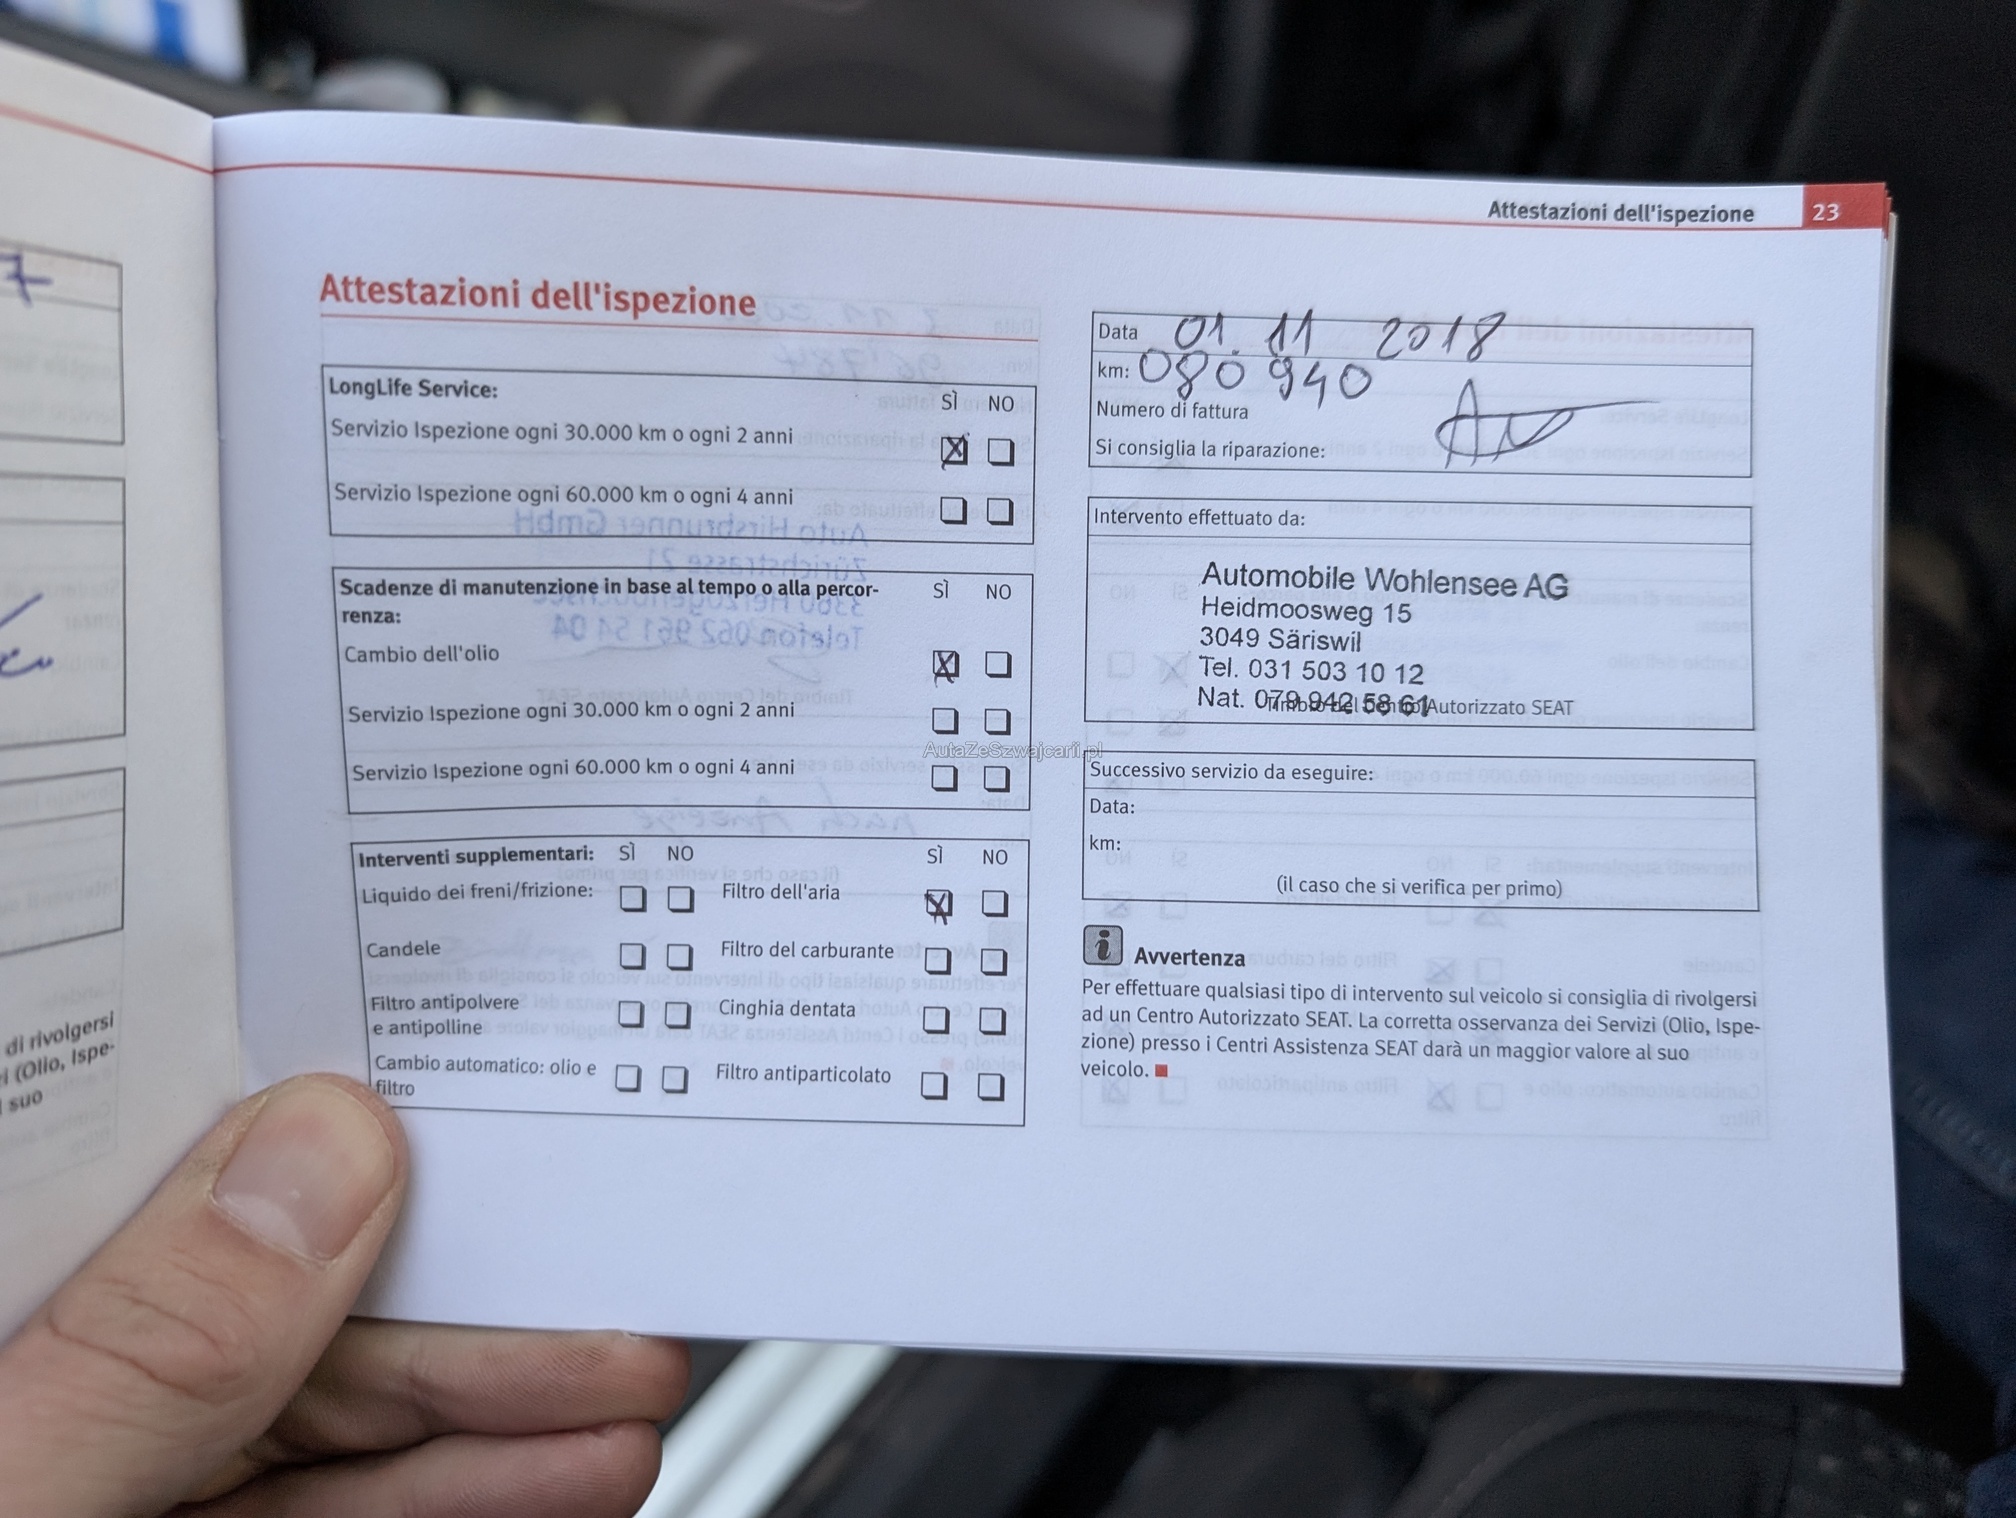 Attestazioni dell'ispezione 23
Attestazioni dell'ispezione
LongLife Service:
SÌ NO
Servizio Ispezione ogni 30.000 km o ogni 2 anni
Servizio Ispezione ogni 60.000 km o ogni 4 anni
Scadenze di manutenzione in base al tempo o alla percor-
renza:
SÌ NO
Cambio dell'olio
Servizio Ispezione ogni 30.000 km o ogni 2 anni
Servizio Ispezione ogni 60.000 km o ogni 4 anni
Interventi supplementari: SÌ NO SÌ NO
Liquido dei freni/frizione: Filtro dell'aria
Candele Filtro del carburante
Filtro antipolvere
e antipolline
Cinghia dentata
Cambio automatico: olio e
filtro
Filtro antiparticolato
Data 01.11 2018
km: 080 940
Numero di fattura
Si consiglia la riparazione:
Intervento effettuato da:
Automobile Wohlensee AG
Heidmoosweg 15
3049 Säriswil
Tel. 031 503 10 12
Nat. 079 942 58 61
Timbro del Centro Autorizzato SEAT
Successivo servizio da eseguire:
Data:
km:
(il caso che si verifica per primo)
Avvertenza
Per effettuare qualsiasi tipo di intervento sul veicolo si consiglia di rivolgersi
ad un Centro Autorizzato SEAT. La corretta osservanza dei Servizi (Olio, Ispe-
zione) presso i Centri Assistenza SEAT darà un maggior valore al suo
veicolo.
di rivolgersi
i (Olio, Ispe-
suo
AutaZeSzwajcarii.pl